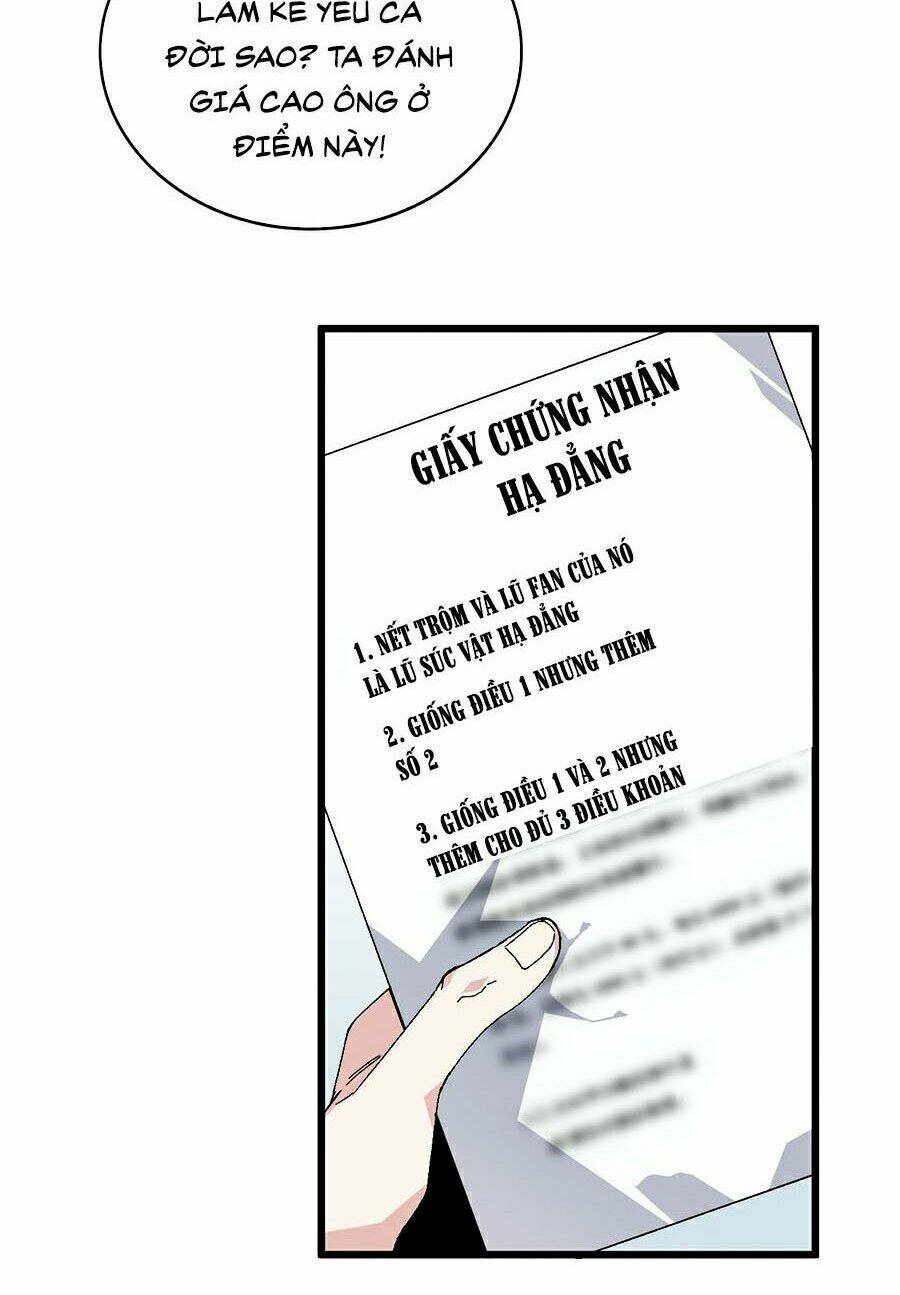 LÀM KẺ YẾU CẢ
ĐỜI SAO? TA ĐÁNH
GIÁ CAO ÔNG Ở
ĐIỂM NÀY!
GIẤY CHỨNG NHẬN
HẠ ĐẲNG
1. NẾT TRỘM VÀ LŨ FAN CỦA NÓ
LÀ LŨ SÚC VẬT HẠ ĐẲNG
2. GIỐNG ĐIỀU 1 NHƯNG THÊM
SỐ 2
3. GIỐNG ĐIỀU 1 VÀ 2 NHƯNG
THÊM CHO ĐỦ 3 ĐIỀU KHOẢN